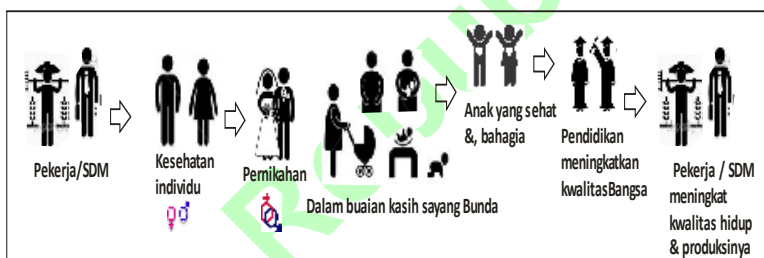 Pekerja/SDM
Kesehatan
individu
Pernikahan
Dalam buaian kasih sayang Bunda
Anak yang sehat
&, bahagia
Pendidikan
meningkatkan
kwalitasBangsa
Pekerja / SDM
meningkat
kwalitas hidup
& produksinya